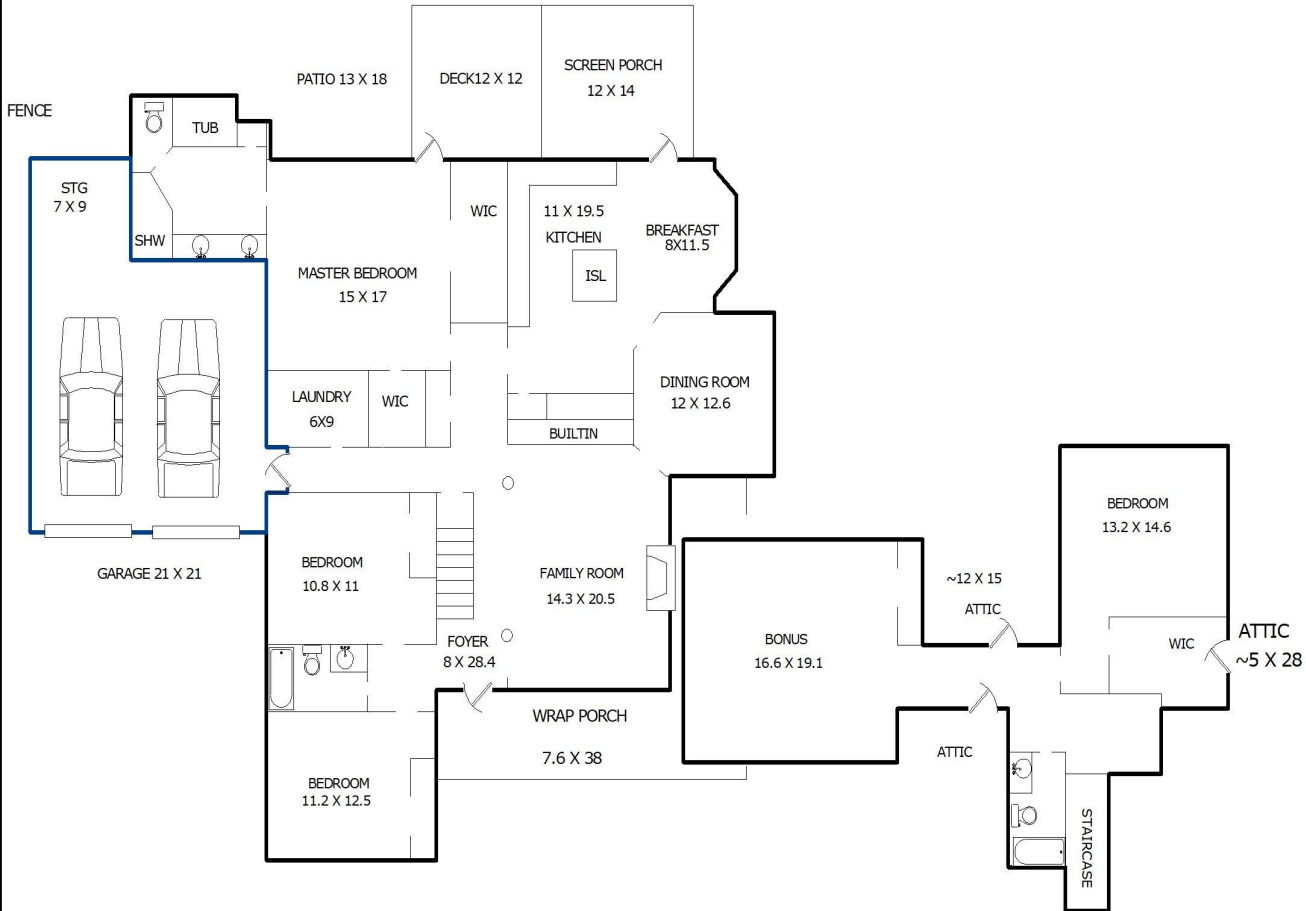 PATIO 13 X 18
DECK12 X 12
SCREEN PORCH
12 X 14
FENCE
TUB
STG
7 X 9
SHW
WIC
11 X 19.5
KITCHEN
BREAKFAST
8X11.5
ISL
MASTER BEDROOM
15 X 17
LAUNDRY
6X9
WIC
DINING ROOM
12 X 12.6
BUILTIN
GARAGE 21 X 21
BEDROOM
10.8 X 11
FAMILY ROOM
14.3 X 20.5
FOYER
8 X 28.4
WRAP PORCH
7.6 X 38
BEDROOM
11.2 X 12.5
BEDROOM
13.2 X 14.6
~12 X 15
ATTIC
BONUS
16.6 X 19.1
WIC
ATTIC
~5 X 28
ATTIC
STAIRCASE